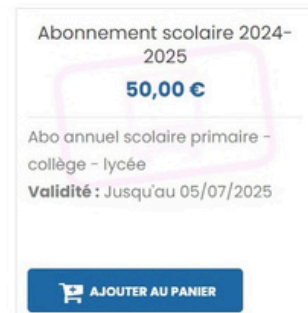 Abonnement scolaire 2024-
2025
50,00 €
Abo annuel scolaire primaire -
collège - lycée
Validité : Jusqu'au 05/07/2025
AJOUTER AU PANIER